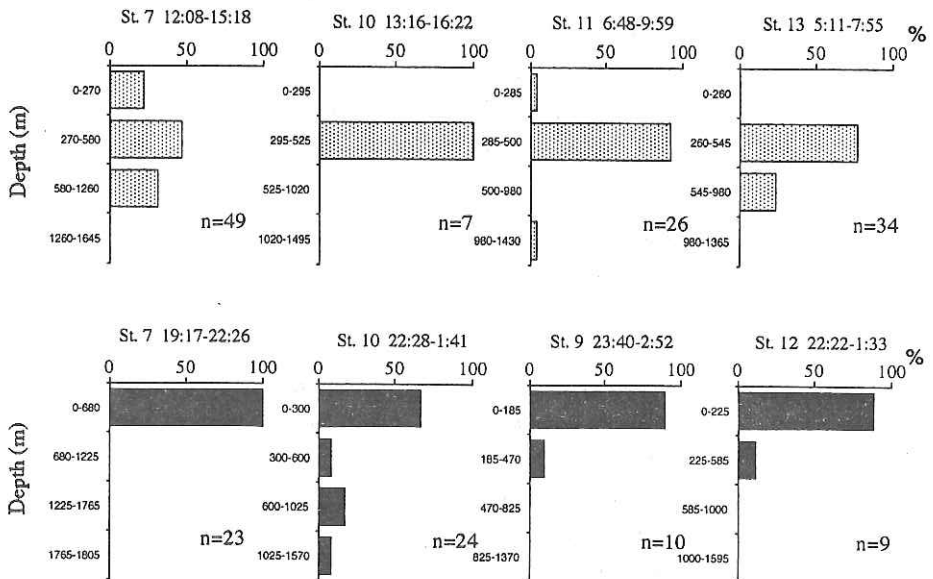 St. 7 12:08-15:18
St. 10 13:16-16:22
St. 11 6:48-9:59
St. 13 5:11-7:55
%
0 50 100
0 50 100
0 50 100
0 50 100
Depth (m)
0-270
270-580
580-1260
1260-1645
n=49
0-295
295-525
525-1020
1020-1495
n=7
0-285
285-500
500-980
980-1430
n=26
0-260
260-545
545-980
980-1365
n=34
St. 7 19:17-22:26
St. 10 22:28-1:41
St. 9 23:40-2:52
St. 12 22:22-1:33
%
0 50 100
0 50 100
0 50 100
0 50 100
Depth (m)
0-680
680-1225
1225-1765
1765-1805
n=23
0-300
300-600
600-1025
1025-1570
n=24
0-185
185-470
470-825
825-1370
n=10
0-225
225-585
585-1000
1000-1595
n=9